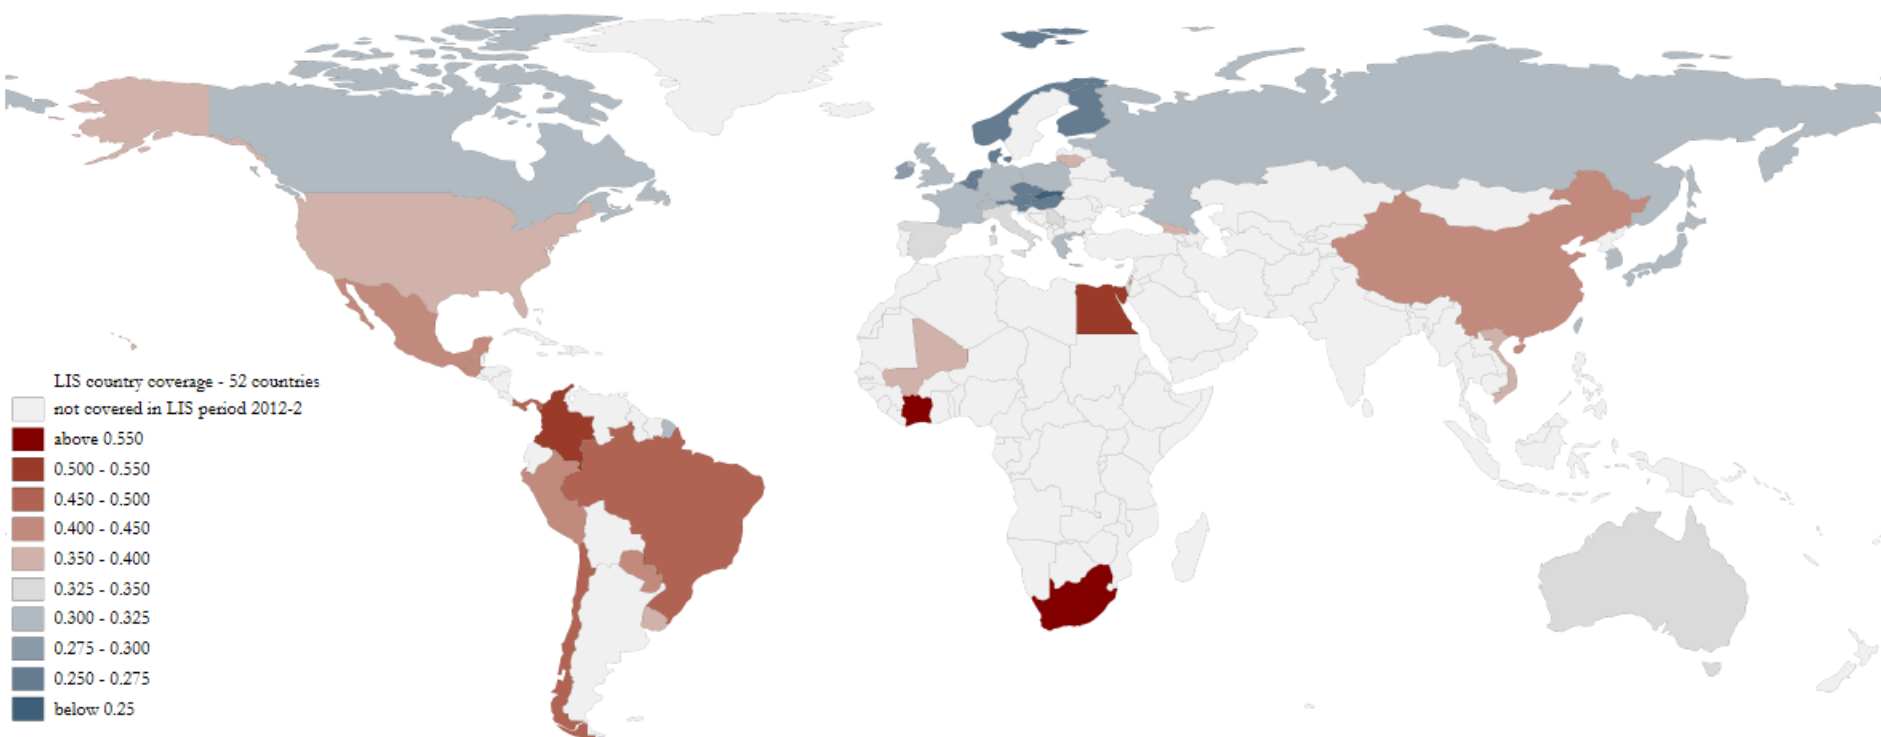 LIS country coverage - 52 countries
not covered in LIS period 2012-2
above 0.550
0.500 - 0.550
0.450 - 0.500
0.400 - 0.450
0.350 - 0.400
0.325 - 0.350
0.300 - 0.325
0.275 - 0.300
0.250 - 0.275
below 0.25